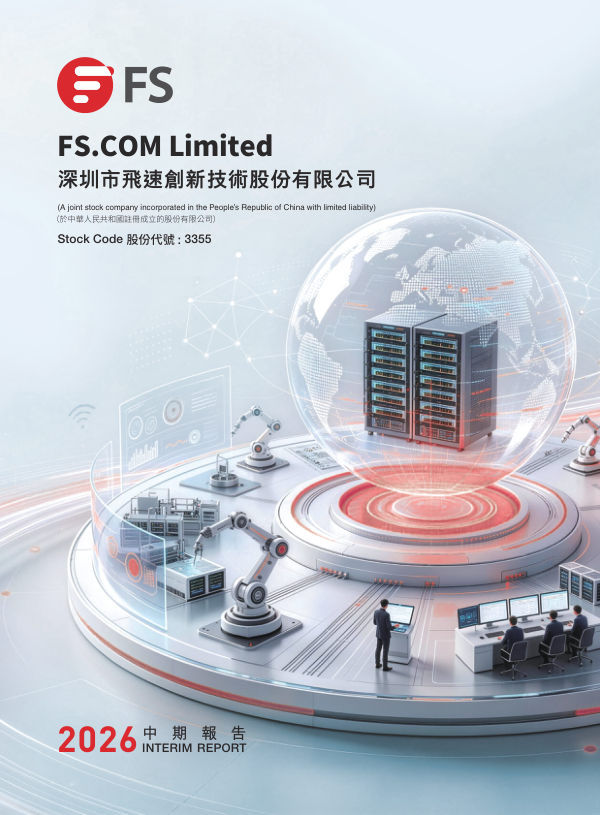 FS
FS.COM Limited
深圳市飛速創新技術股份有限公司
(A joint stock company incorporated in the People's Republic of China with limited liability)
(於中華人民共和國註冊成立的股份有限公司)
Stock Code 股份代號 : 3355
2026 中期報告
INTERIM REPORT